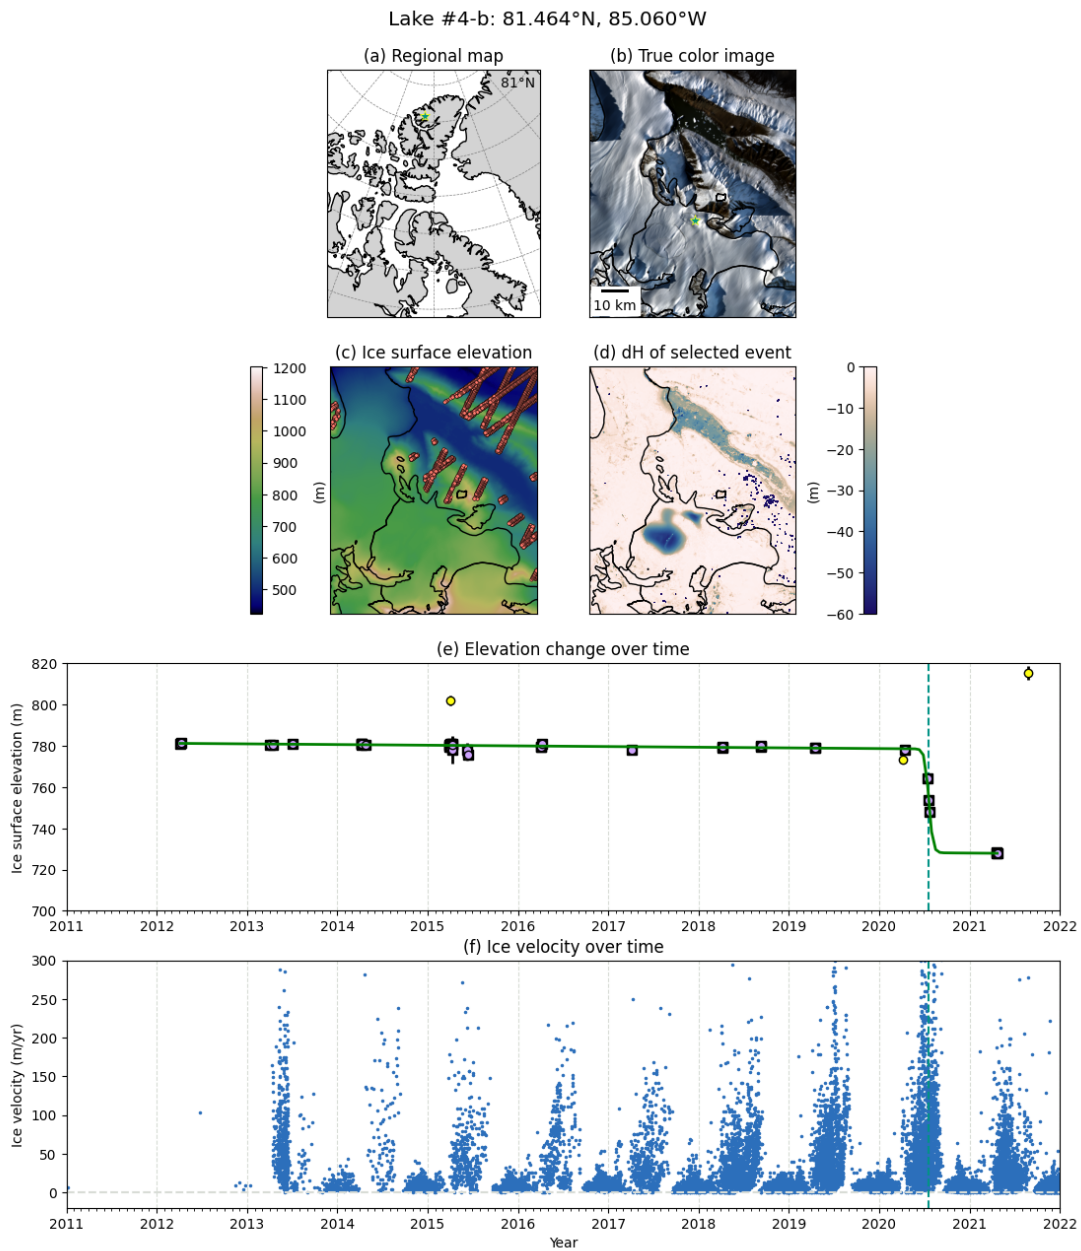 Lake #4-b: 81.464°N, 85.060°W
(a) Regional map
(b) True color image
81°N
10 km
(c) Ice surface elevation
(d) dH of selected event
1200
1100
1000
900
800
700
600
500
(m)
0
−10
−20
−30
−40
−50
−60
(m)
(e) Elevation change over time
820
800
780
760
740
720
700
Ice surface elevation (m)
2011 2012 2013 2014 2015 2016 2017 2018 2019 2020 2021 2022
(f) Ice velocity over time
300
250
200
150
100
50
0
Ice velocity (m/yr)
2011 2012 2013 2014 2015 2016 2017 2018 2019 2020 2021 2022
Year